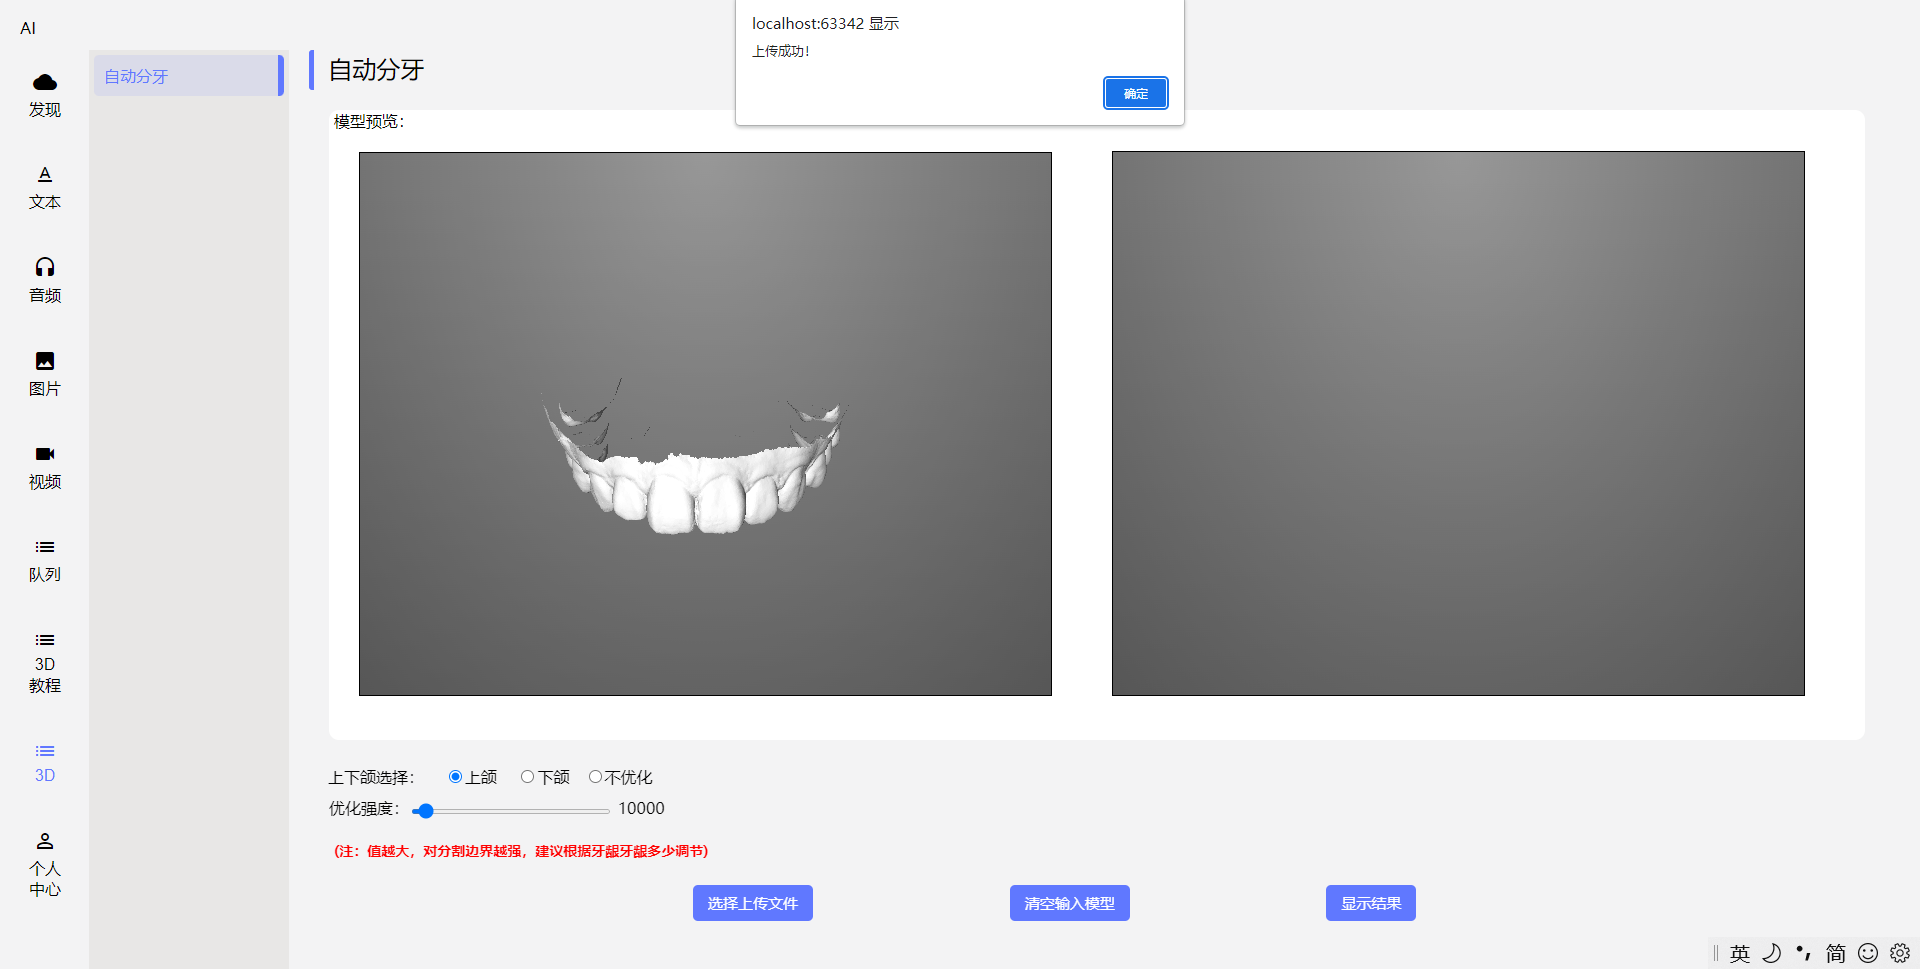 AI
发现
文本
音频
图片
视频
队列
3D
教程
3D
个人
中心
自动分牙
自动分牙
localhost:63342 显示
上传成功！
确定
模型预览：
上下颌选择： 上颌 下颌 不优化
优化强度： 10000
(注：值越大，对分割边界越强，建议根据牙龈牙龈多少调节)
选择上传文件 清空输入模型 显示结果
英 简